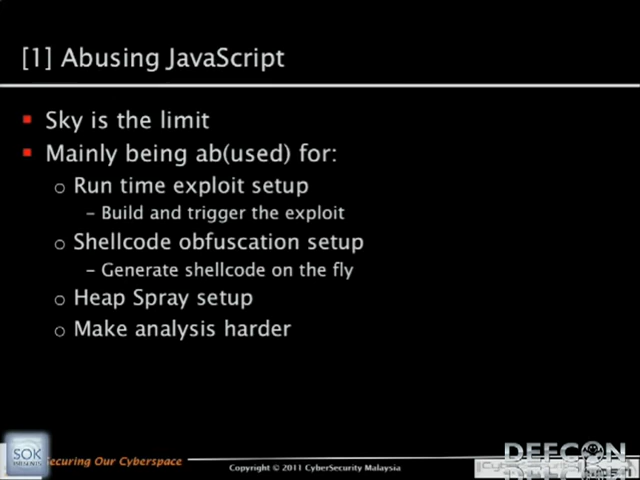 [1] Abusing JavaScript
Sky is the limit
Mainly being ab(used) for:
Run time exploit setup
– Build and trigger the exploit
Shellcode obfuscation setup
– Generate shellcode on the fly
Heap Spray setup
Make analysis harder
SOK
PRESENTS
Securing Our Cyberspace
Copyright © 2011 CyberSecurity Malaysia
DEFCON